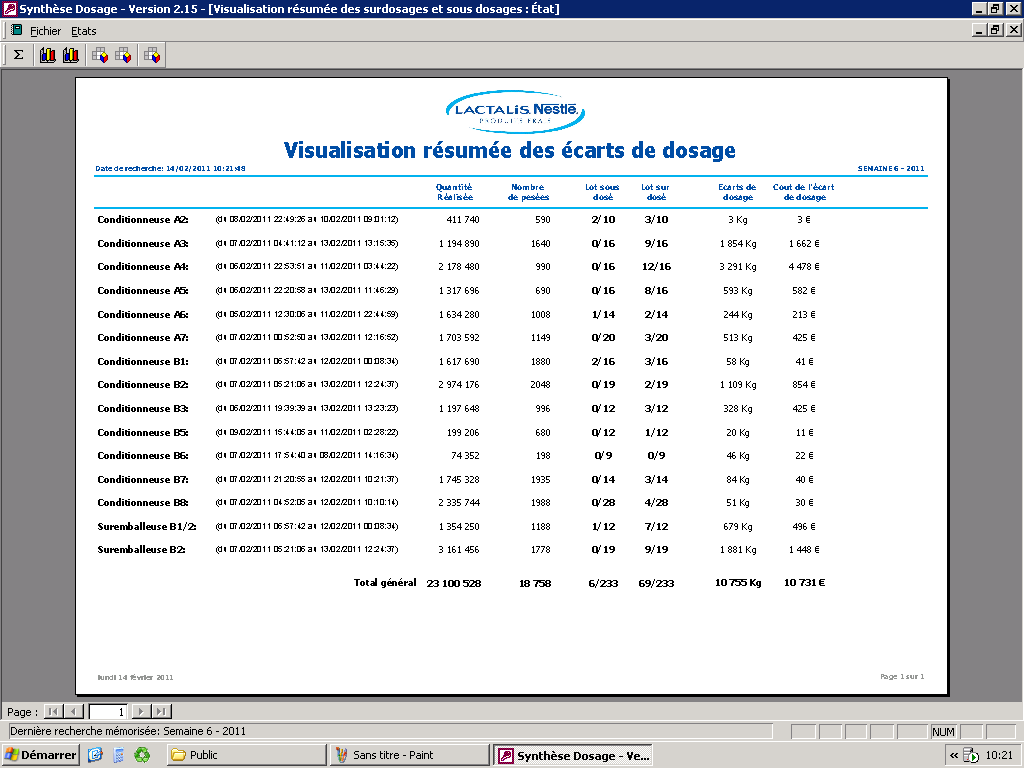 Synthèse Dosage - Version 2.15 - [Visualisation résumée des surdosages et sous dosages : État]
Fichier Etats
Σ
LACTALIS Nestlé.
PRODUITS FRAIS
Visualisation résumée des écarts de dosage
Date de recherche: 14/02/2011 10:21:48 SEMAINE 6 - 2011
Quantité Nombre Lot sous Lot sur Ecarts de Cout de l'écart
Réalisée de pesées dosé dosé dosage de dosage
Conditionneuse A2: (du 08/02/2011 22:49:26 au 10/02/2011 09:01:12) 411 740 590 2/10 3/10 3 Kg 3 €
Conditionneuse A3: (du 07/02/2011 04:41:12 au 13/02/2011 13:15:35) 1 194 890 1640 0/16 9/16 1 854 Kg 1 662 €
Conditionneuse A4: (du 06/02/2011 22:53:51 au 11/02/2011 03:44:22) 2 178 480 990 0/16 12/16 3 291 Kg 4 478 €
Conditionneuse A5: (du 06/02/2011 22:20:58 au 13/02/2011 11:46:29) 1 317 696 690 0/16 8/16 593 Kg 582 €
Conditionneuse A6: (du 06/02/2011 12:30:06 au 11/02/2011 22:44:59) 1 634 280 1008 1/14 2/14 244 Kg 213 €
Conditionneuse A7: (du 07/02/2011 00:52:50 au 13/02/2011 12:16:52) 1 703 592 1149 0/20 3/20 513 Kg 425 €
Conditionneuse B1: (du 07/02/2011 06:57:42 au 12/02/2011 00:08:34) 1 617 690 1880 2/16 3/16 58 Kg 41 €
Conditionneuse B2: (du 07/02/2011 05:21:06 au 13/02/2011 12:24:37) 2 974 176 2048 0/19 2/19 1 109 Kg 854 €
Conditionneuse B3: (du 06/02/2011 19:39:39 au 13/02/2011 13:23:23) 1 197 648 996 0/12 3/12 328 Kg 425 €
Conditionneuse B5: (du 09/02/2011 15:44:05 au 11/02/2011 02:28:22) 199 206 680 0/12 1/12 20 Kg 11 €
Conditionneuse B6: (du 07/02/2011 17:54:40 au 08/02/2011 14:16:34) 74 352 198 0/9 0/9 46 Kg 22 €
Conditionneuse B7: (du 07/02/2011 21:20:55 au 12/02/2011 10:21:37) 1 745 328 1935 0/14 3/14 84 Kg 40 €
Conditionneuse B8: (du 07/02/2011 04:52:05 au 12/02/2011 10:10:14) 2 335 744 1988 0/28 4/28 51 Kg 30 €
Suremballeuse B1/2: (du 07/02/2011 06:57:42 au 12/02/2011 00:08:34) 1 354 250 1188 1/12 7/12 679 Kg 496 €
Suremballeuse B2: (du 07/02/2011 05:21:06 au 13/02/2011 12:24:37) 3 161 456 1778 0/19 9/19 1 881 Kg 1 448 €
Total général 23 100 528 18 758 6/233 69/233 10 755 Kg 10 731 €
lundi 14 février 2011 Page 1 sur 1
Page : 1
Dernière recherche mémorisée: Semaine 6 - 2011 NUM
Démarrer Public Sans titre - Paint Synthèse Dosage - Ve... « 10:21